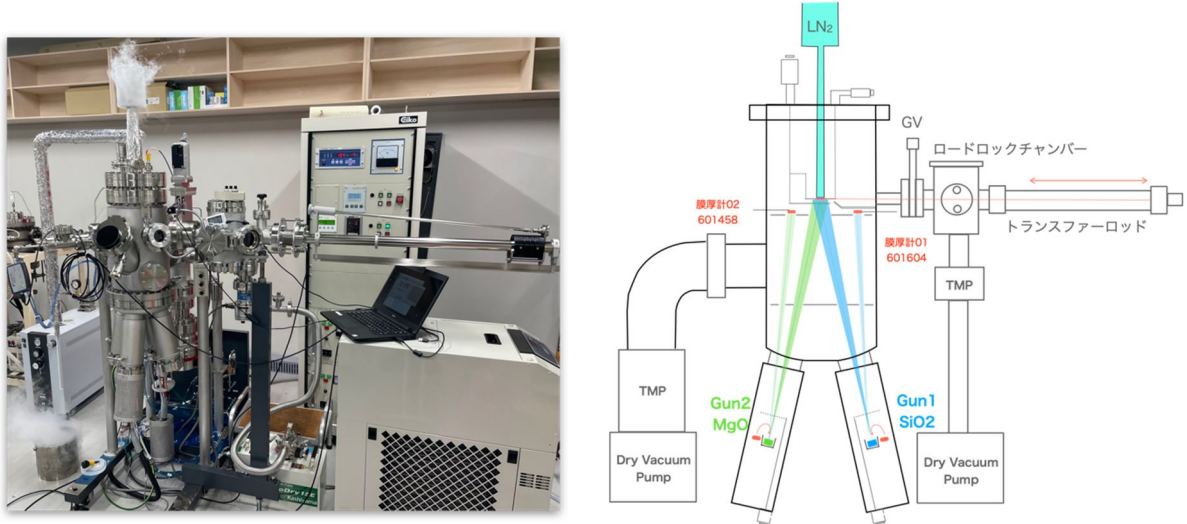 Eiko
LN2
GV
ロードロックチャンバー
膜厚計02
601458
トランスファーロッド
膜厚計01
601604
TMP
TMP
Gun2
MgO
Gun1
SiO2
Dry Vacuum
Pump
Dry Vacuum
Pump